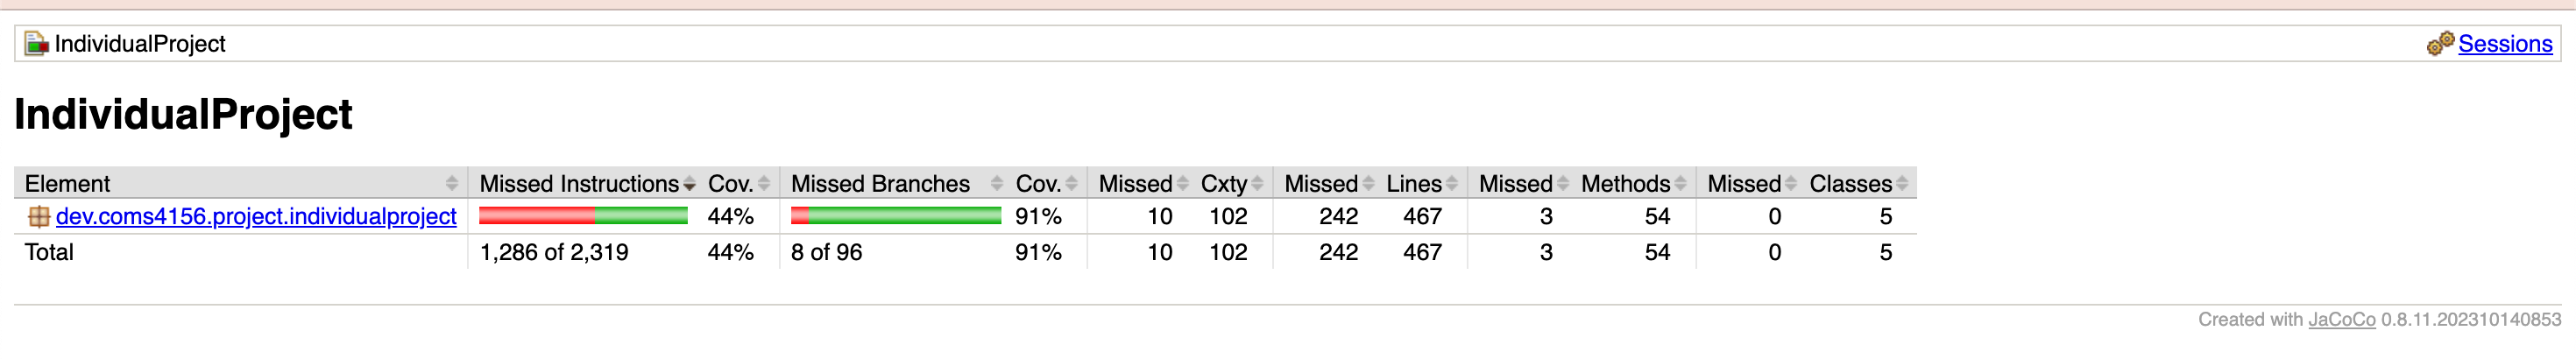 IndividualProject Sessions
IndividualProject
Element Missed Instructions Cov. Missed Branches Cov. Missed Cxty Missed Lines Missed Methods Missed Classes
dev.coms4156.project.individualproject 44% 91% 10 102 242 467 3 54 0 5
Total 1,286 of 2,319 44% 8 of 96 91% 10 102 242 467 3 54 0 5
Created with JaCoCo 0.8.11.202310140853